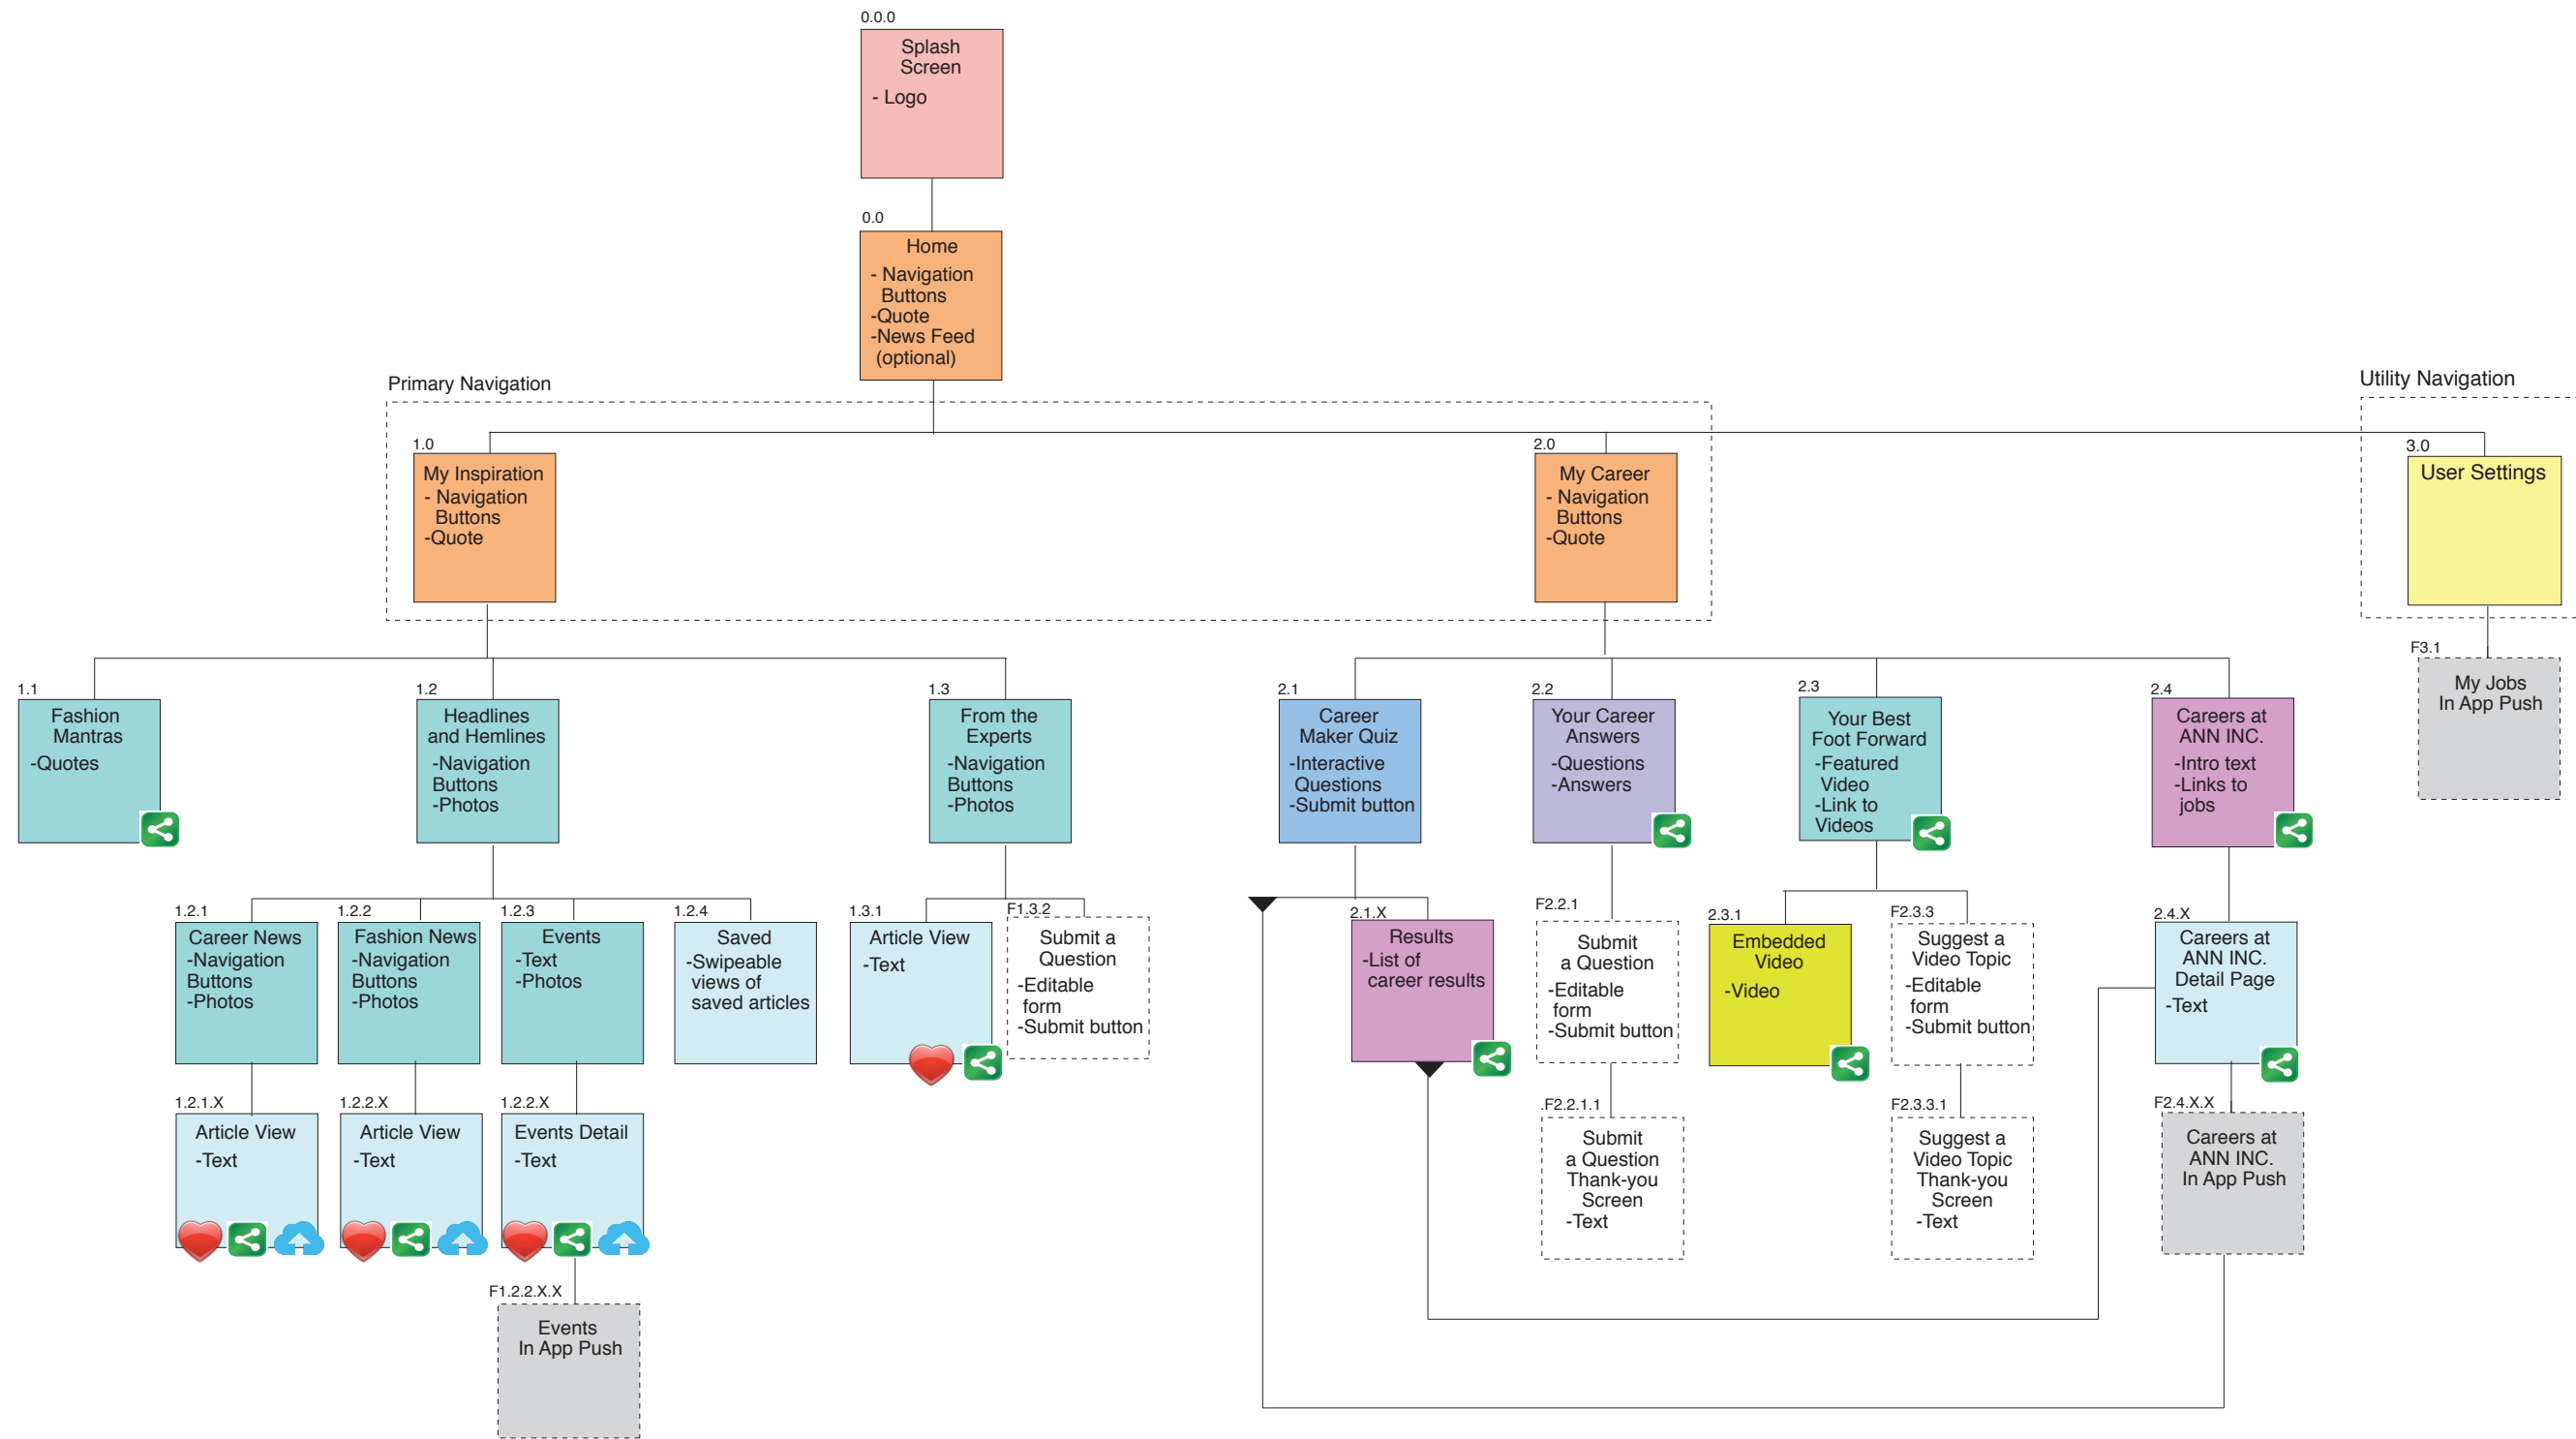 0.0.0
Splash
Screen
- Logo
0.0
Home
- Navigation
Buttons
-Quote
-News Feed
(optional)
Primary Navigation
Utility Navigation
1.0
My Inspiration
- Navigation
Buttons
-Quote
2.0
My Career
- Navigation
Buttons
-Quote
3.0
User Settings
F3.1
My Jobs
In App Push
1.1
Fashion
Mantras
-Quotes
1.2
Headlines
and Hemlines
-Navigation
Buttons
-Photos
1.3
From the
Experts
-Navigation
Buttons
-Photos
2.1
Career
Maker Quiz
-Interactive
Questions
-Submit button
2.2
Your Career
Answers
-Questions
-Answers
2.3
Your Best
Foot Forward
-Featured
Video
-Link to
Videos
2.4
Careers at
ANN INC.
-Intro text
-Links to
jobs
1.2.1
Career News
-Navigation
Buttons
-Photos
1.2.2
Fashion News
-Navigation
Buttons
-Photos
1.2.3
Events
-Text
-Photos
1.2.4
Saved
-Swipeable
views of
saved articles
1.3.1
Article View
-Text
F1.3.2
Submit a
Question
-Editable
form
-Submit button
2.1.X
Results
-List of
career results
F2.2.1
Submit
a Question
-Editable
form
-Submit button
2.3.1
Embedded
Video
-Video
F2.3.3
Suggest a
Video Topic
-Editable
form
-Submit button
2.4.X
Careers at
ANN INC.
Detail Page
-Text
1.2.1.X
Article View
-Text
1.2.2.X
Article View
-Text
1.2.2.X
Events Detail
-Text
.F2.2.1.1
Submit
a Question
Thank-you
Screen
-Text
F2.3.3.1
Suggest a
Video Topic
Thank-you
Screen
-Text
F2.4.X.X
Careers at
ANN INC.
In App Push
F1.2.2.X.X
Events
In App Push